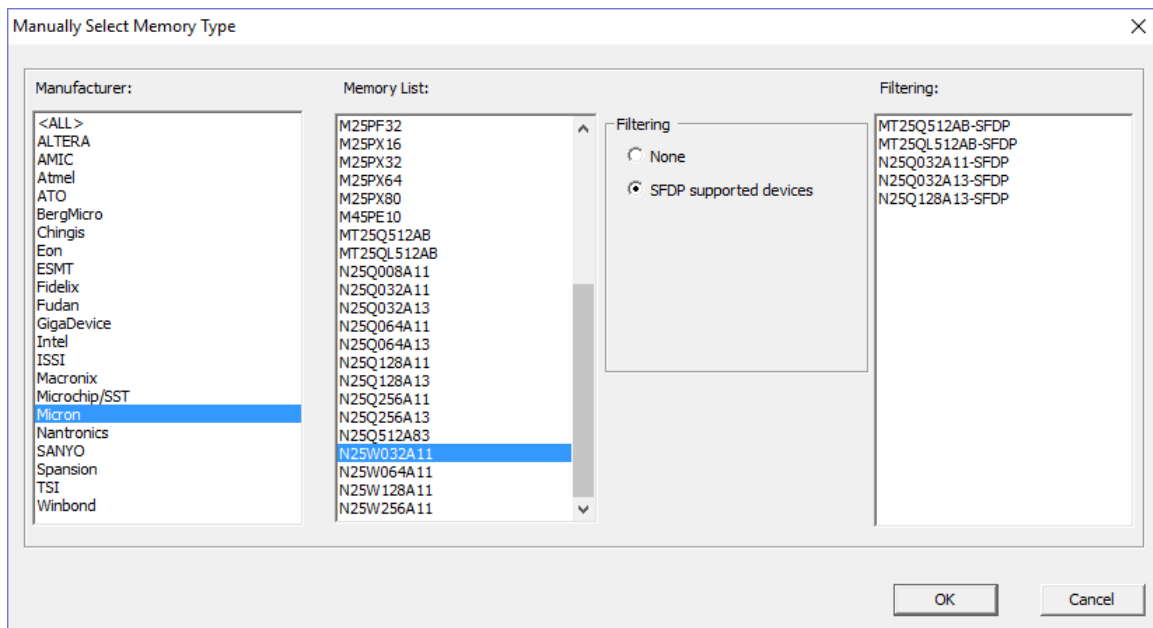 Manually Select Memory Type
Manufacturer:
<ALL>
ALTERA
AMIC
Atmel
ATO
BergMicro
Chingis
Eon
ESMT
Fidelix
Fudan
GigaDevice
Intel
ISSI
Macronix
Microchip/SST
Micron
Nantronics
SANYO
Spansion
TSI
Winbond
Memory List:
M25PF32
M25PX16
M25PX32
M25PX64
M25PX80
M45PE10
MT25Q512AB
MT25QL512AB
N25Q008A11
N25Q032A11
N25Q032A13
N25Q064A11
N25Q064A13
N25Q128A11
N25Q128A13
N25Q256A11
N25Q256A13
N25Q512A83
N25W032A11
N25W064A11
N25W128A11
N25W256A11
Filtering
None
SFDP supported devices
Filtering:
MT25Q512AB-SFDP
MT25QL512AB-SFDP
N25Q032A11-SFDP
N25Q032A13-SFDP
N25Q128A13-SFDP
OK
Cancel